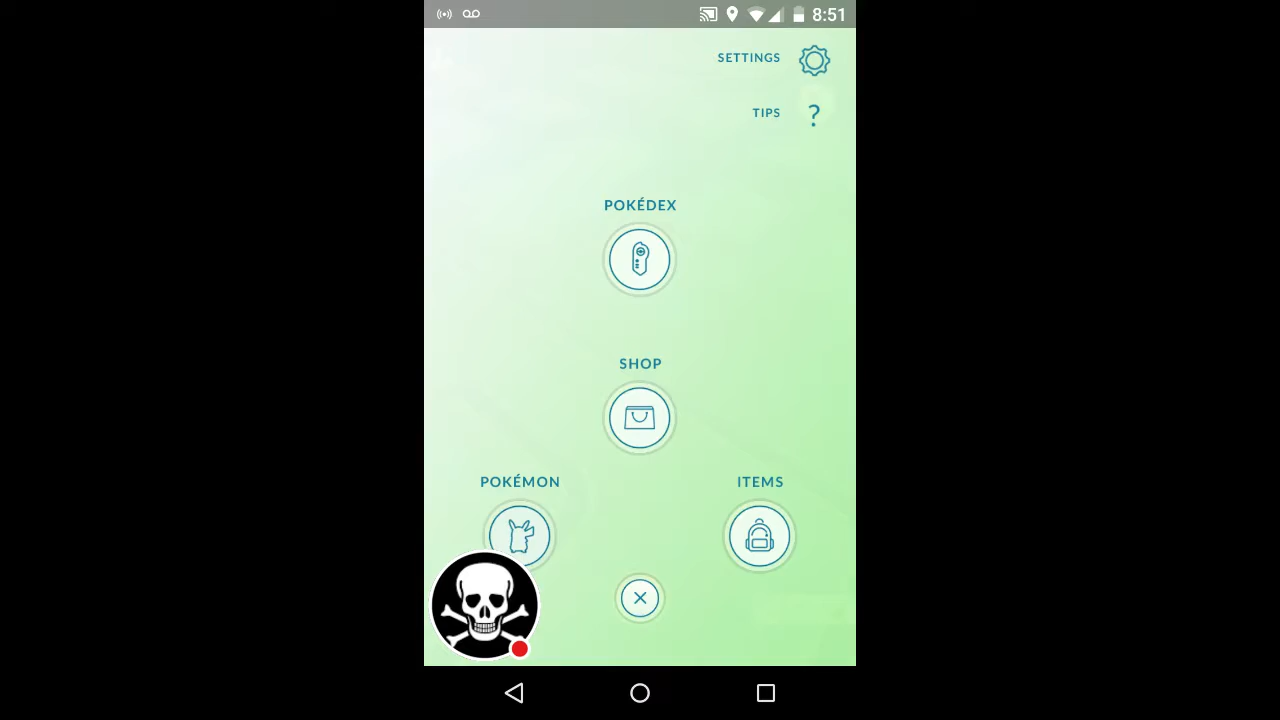 8:51
SETTINGS
TIPS
?
POKÉDEX
SHOP
POKÉMON
ITEMS